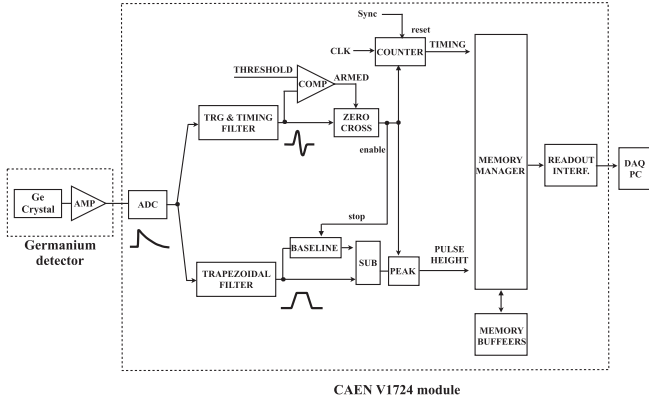 Sync
reset
CLK
COUNTER
TIMING
THRESHOLD
COMP
ARMED
TRG & TIMING
FILTER
ZERO
CROSS
enable
MEMORY
MANAGER
READOUT
INTERF.
DAQ
PC
Ge
Crystal
AMP
ADC
Germanium
detector
stop
BASELINE
SUB
PEAK
PULSE
HEIGHT
TRAPEZOIDAL
FILTER
MEMORY
BUFFEERS
CAEN V1724 module